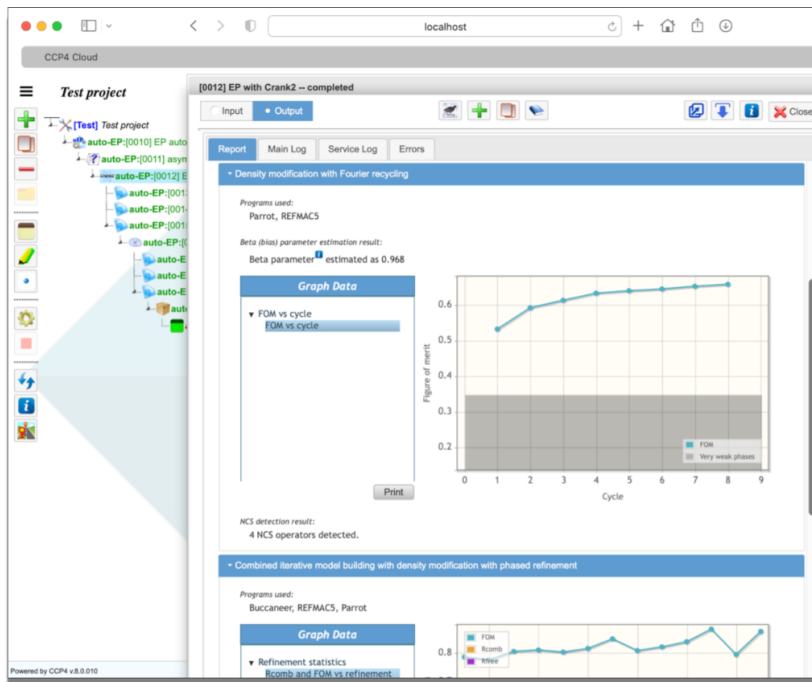 localhost
CCP4 Cloud
Test project
[0012] EP with Crank2 -- completed
Input
Output
Close
[Test] Test project
auto-EP:[0010] EP auto
auto-EP:[0011] asym
auto-EP:[0012] E
auto-EP:[001
auto-EP:[001
auto-EP:[001
auto-EP:[0
auto-E
auto-E
auto-E
auto
Report
Main Log
Service Log
Errors
Density modification with Fourier recycling
Programs used:
Parrot, REFMAC5
Beta (bias) parameter estimation result:
Beta parameter estimated as 0.968
Graph Data
FOM vs cycle
FOM vs cycle
Print
Figure of merit
0.6
0.5
0.4
0.3
0.2
FOM
Very weak phases
0 1 2 3 4 5 6 7 8 9
Cycle
NCS detection result:
4 NCS operators detected.
Combined iterative model building with density modification with phased refinement
Programs used:
Buccaneer, REFMAC5, Parrot
Graph Data
Refinement statistics
Rcomb and FOM vs refinement
0.8
FOM
Rcomb
Rfree
Powered by CCP4 v.8.0.010